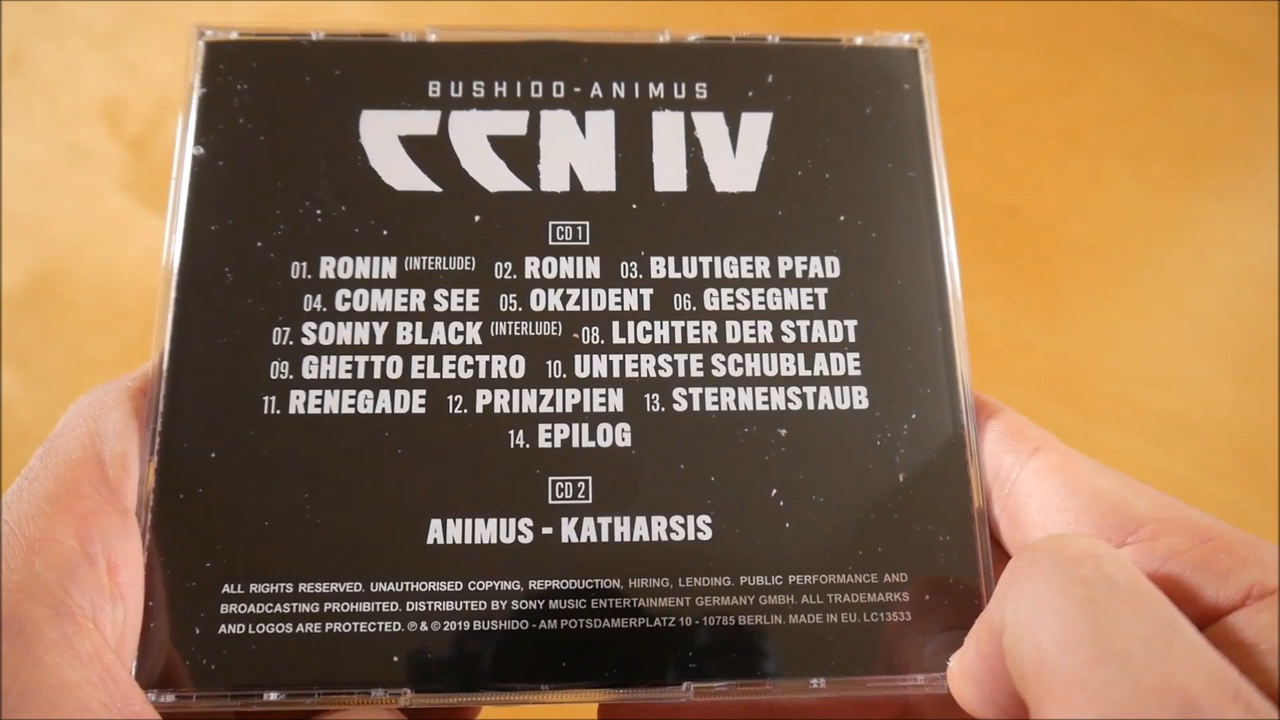 BUSHIDO-ANIMUS
CCN IV
CD 1
01. RONIN (INTERLUDE) 02. RONIN 03. BLUTIGER PFAD
04. COMER SEE 05. OKZIDENT 06. GESEGNET
07. SONNY BLACK (INTERLUDE) 08. LICHTER DER STADT
09. GHETTO ELECTRO 10. UNTERSTE SCHUBLADE
11. RENEGADE 12. PRINZIPIEN 13. STERNENSTAUB
14. EPILOG
CD 2
ANIMUS - KATHARSIS
ALL RIGHTS RESERVED. UNAUTHORISED COPYING, REPRODUCTION, HIRING, LENDING. PUBLIC PERFORMANCE AND
BROADCASTING PROHIBITED. DISTRIBUTED BY SONY MUSIC ENTERTAINMENT GERMANY GMBH. ALL TRADEMARKS
AND LOGOS ARE PROTECTED. ℗ & © 2019 BUSHIDO - AM POTSDAMERPLATZ 10 - 10785 BERLIN. MADE IN EU. LC13533